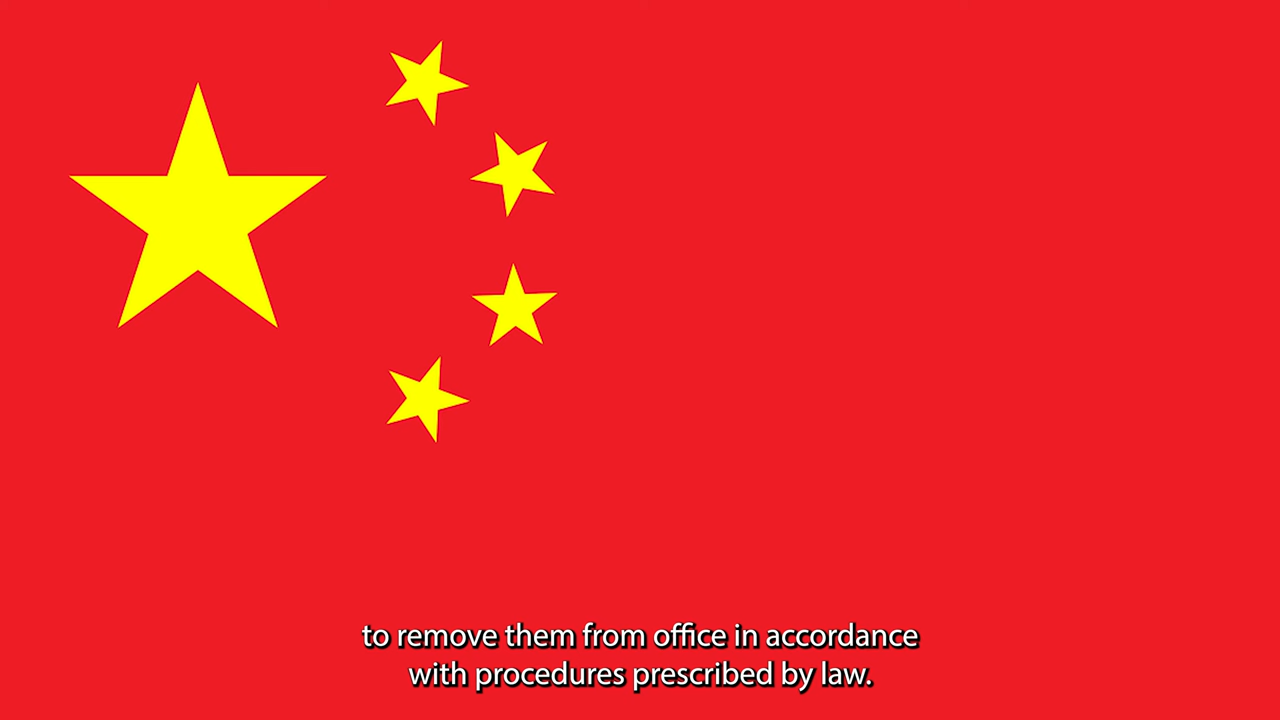 to remove them from office in accordance
with procedures prescribed by law.